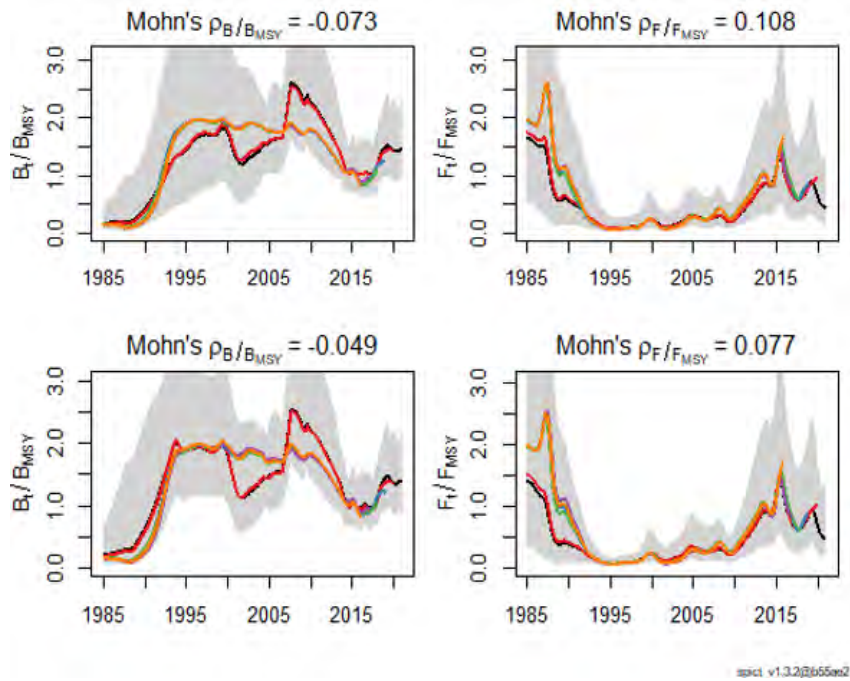 Mohn's ρB/BMSY = -0.073
Mohn's ρF/FMSY = 0.108
Bt/BMSY
0.0 1.0 2.0 3.0
1985 1995 2005 2015
Ft/FMSY
0.0 1.0 2.0 3.0
1985 1995 2005 2015
Mohn's ρB/BMSY = -0.049
Mohn's ρF/FMSY = 0.077
Bt/BMSY
0.0 1.0 2.0 3.0
1985 1995 2005 2015
Ft/FMSY
0.0 1.0 2.0 3.0
1985 1995 2005 2015
spict_v1.3.2@b55ae2